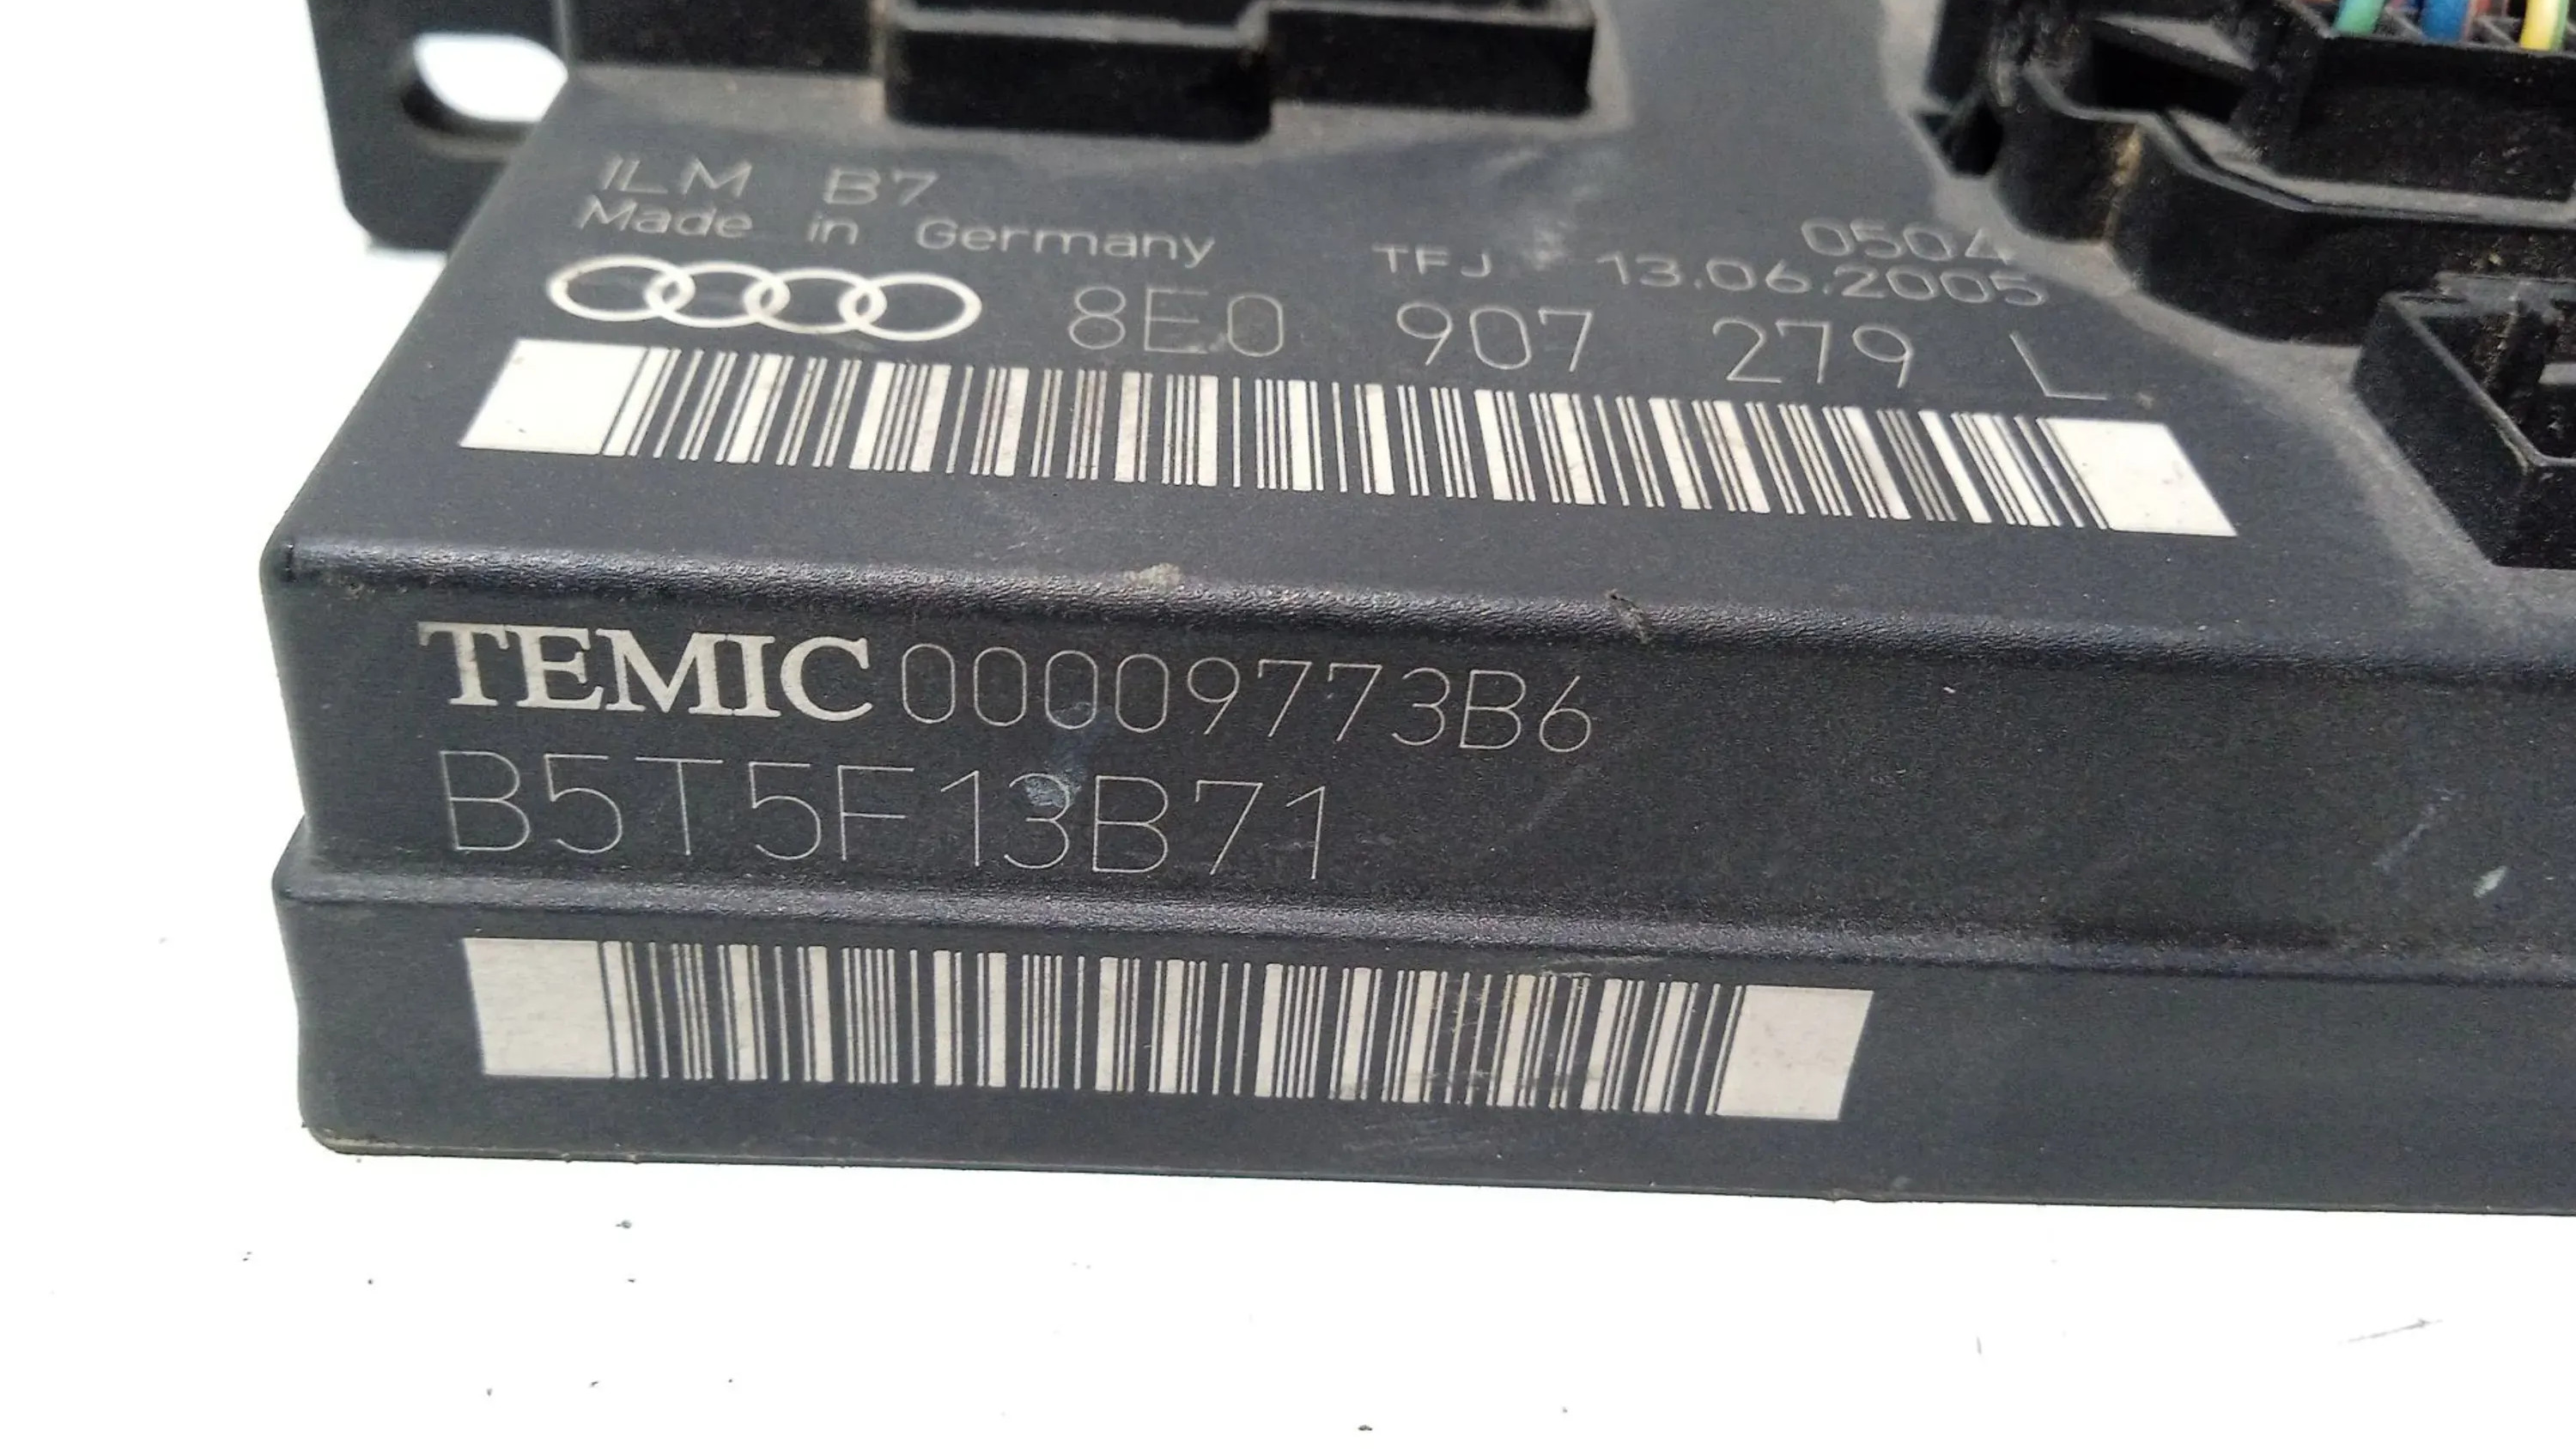 ILM B7
0504
Made in Germany TFJ 13.06.2005
8E0 907 279 L
TEMIC 00009773B6
B5T5F13B71